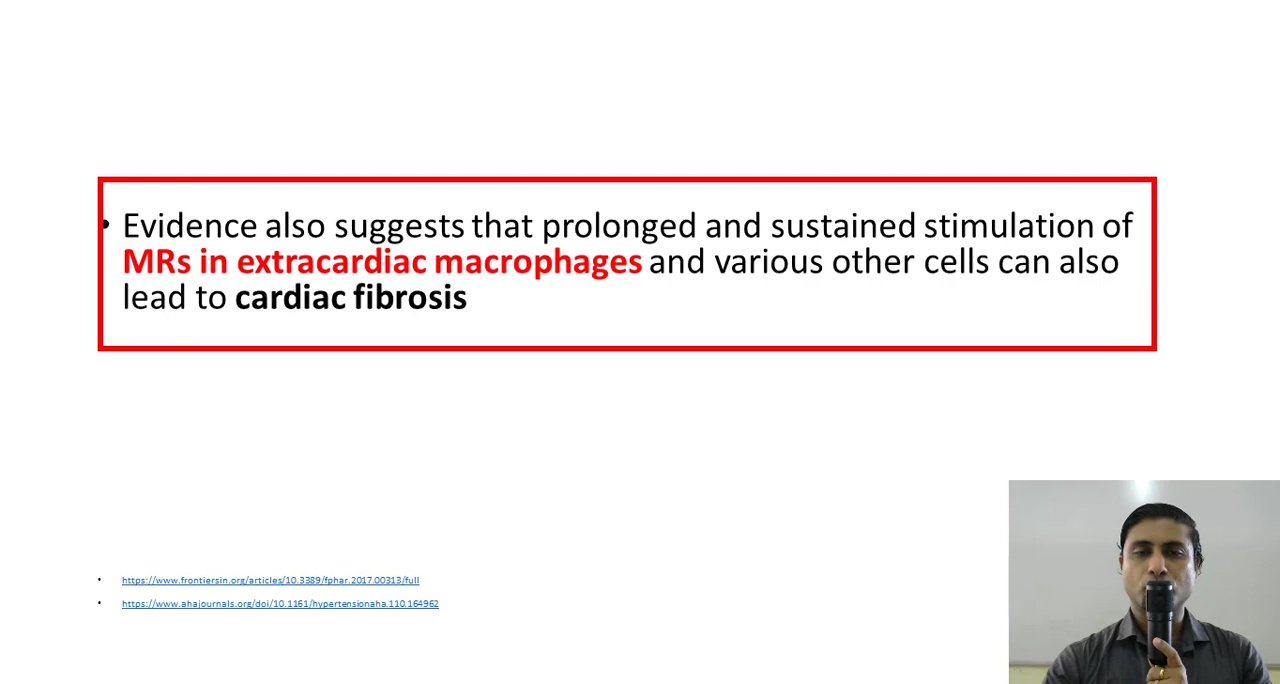 • Evidence also suggests that prolonged and sustained stimulation of
MRs in extracardiac macrophages and various other cells can also
lead to cardiac fibrosis
• https://www.frontiersin.org/articles/10.3389/fphar.2017.00313/full
• https://www.ahajournals.org/doi/10.1161/hypertensionaha.110.164962